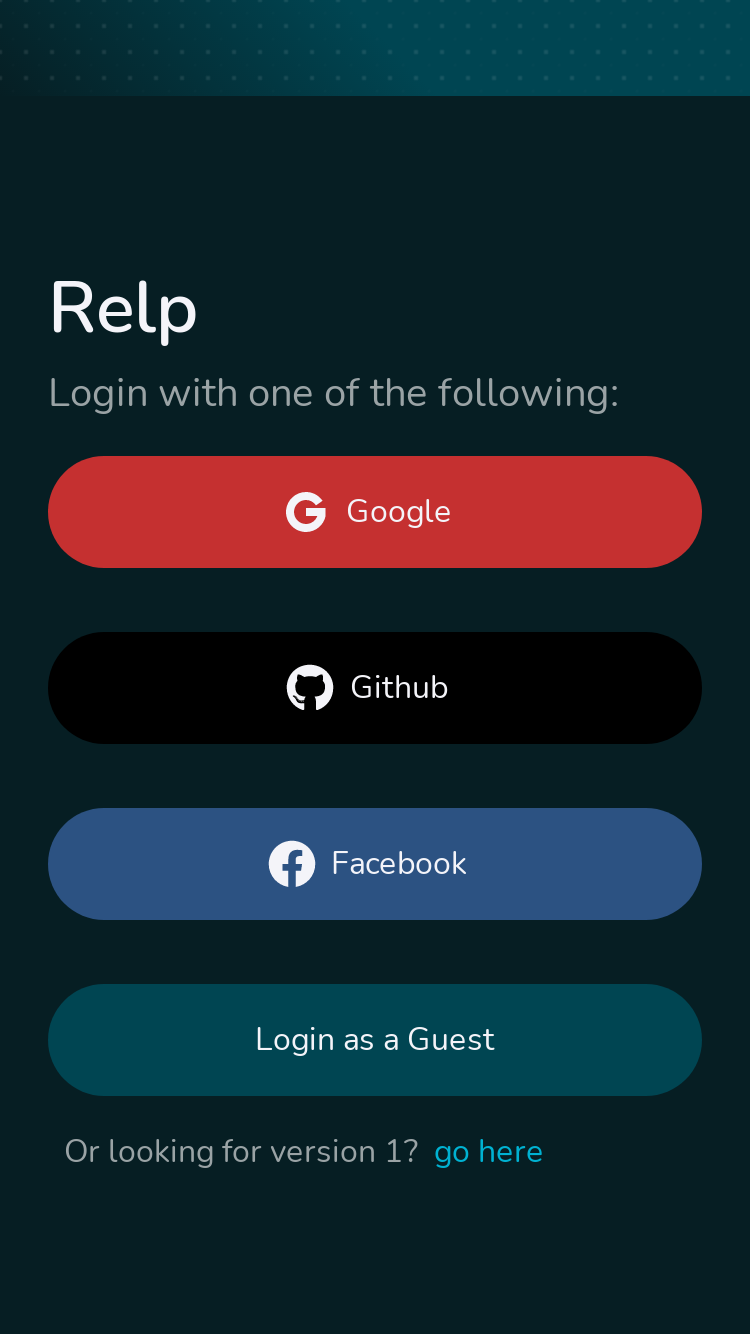 Relp
Login with one of the following:
Google
Github
Facebook
Login as a Guest
Or looking for version 1? go here